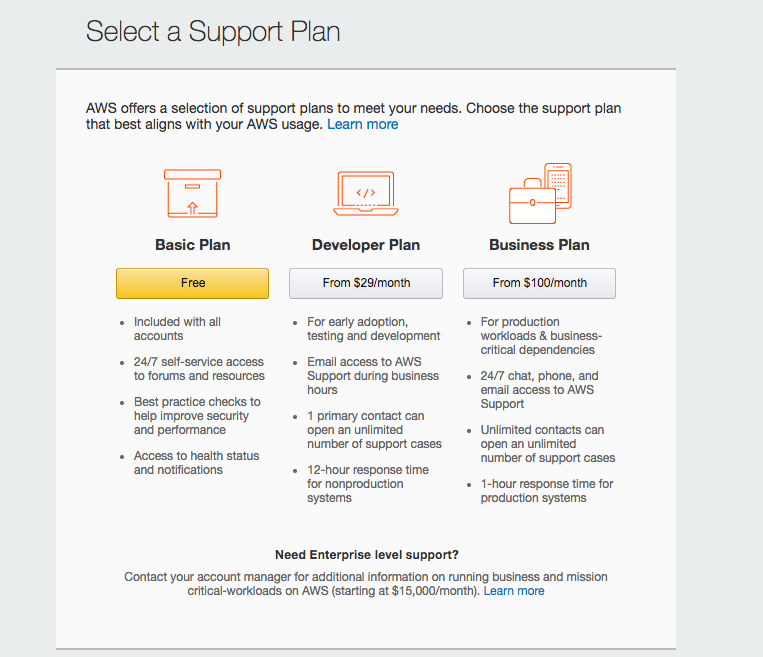 Select a Support Plan
AWS offers a selection of support plans to meet your needs. Choose the support plan
that best aligns with your AWS usage. Learn more
Basic Plan
Free
• Included with all
accounts
• 24/7 self-service access
to forums and resources
• Best practice checks to
help improve security
and performance
• Access to health status
and notifications
</>
Developer Plan
From $29/month
• For early adoption,
testing and development
• Email access to AWS
Support during business
hours
• 1 primary contact can
open an unlimited
number of support cases
• 12-hour response time
for nonproduction
systems
Business Plan
From $100/month
• For production
workloads & business-
critical dependencies
• 24/7 chat, phone, and
email access to AWS
Support
• Unlimited contacts can
open an unlimited
number of support cases
• 1-hour response time for
production systems
Need Enterprise level support?
Contact your account manager for additional information on running business and mission
critical-workloads on AWS (starting at $15,000/month). Learn more